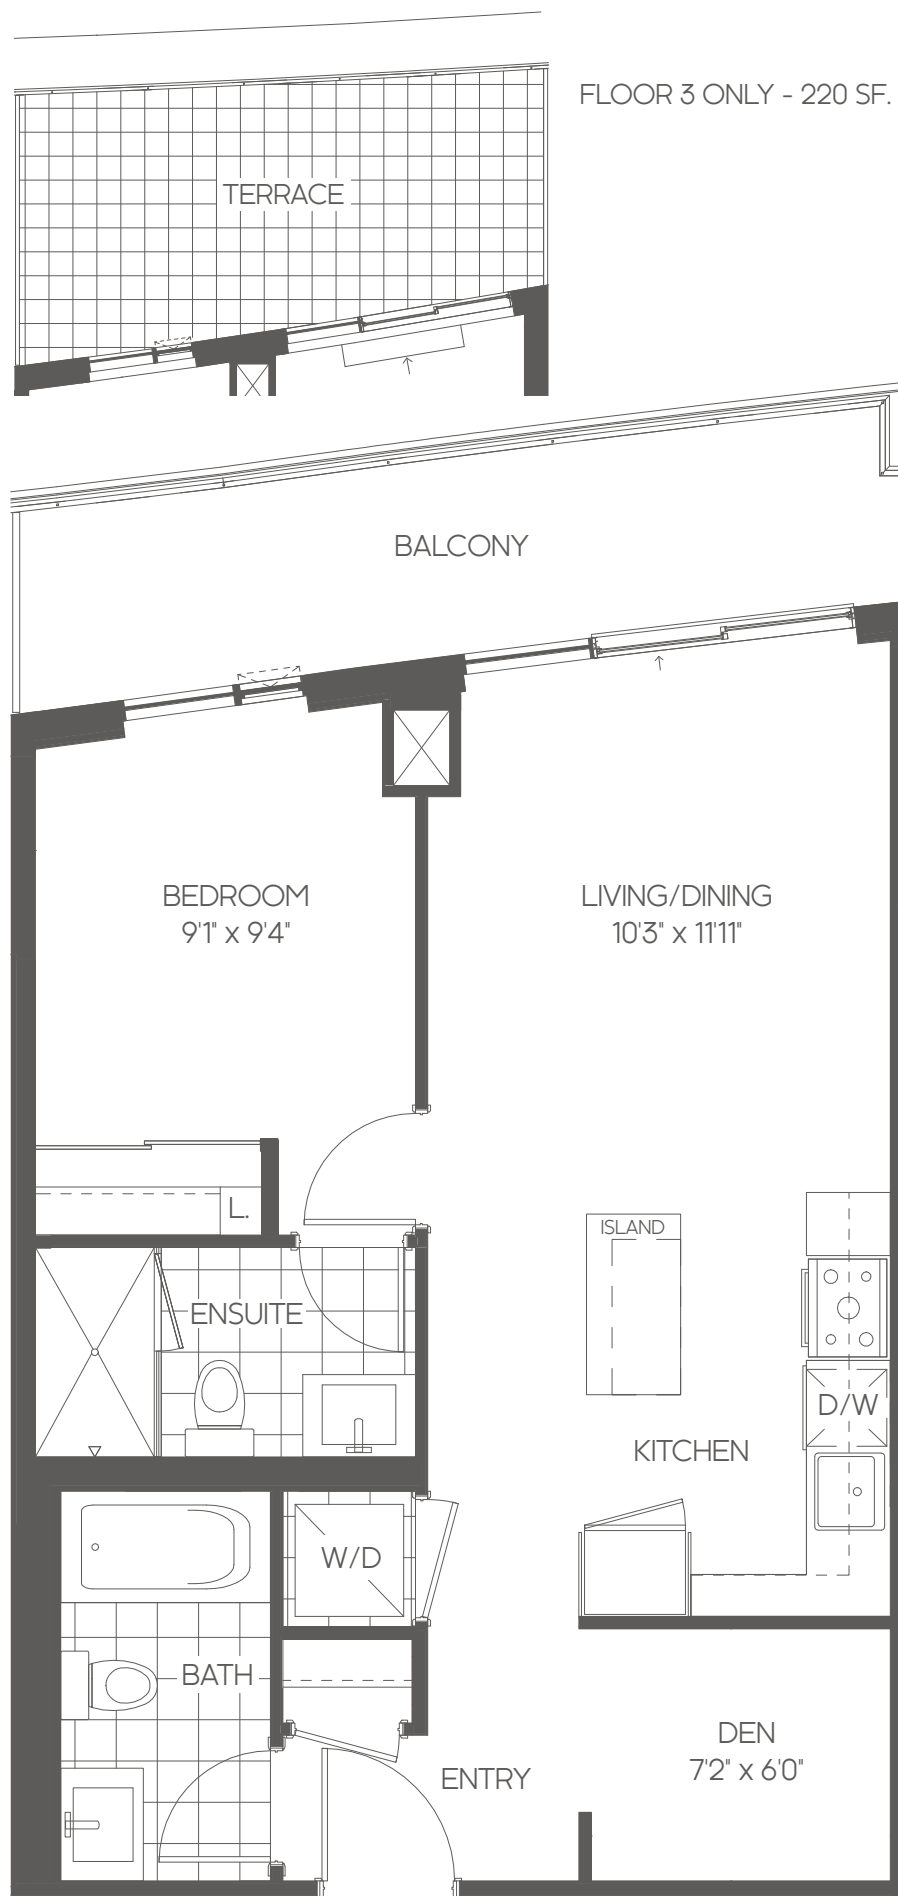 FLOOR 3 ONLY - 220 SF.
TERRACE
BALCONY
BEDROOM
9'1" x 9'4"
LIVING/DINING
10'3" x 11'11"
L.
ISLAND
ENSUITE
D/W
KITCHEN
W/D
BATH
DEN
7'2" x 6'0"
ENTRY